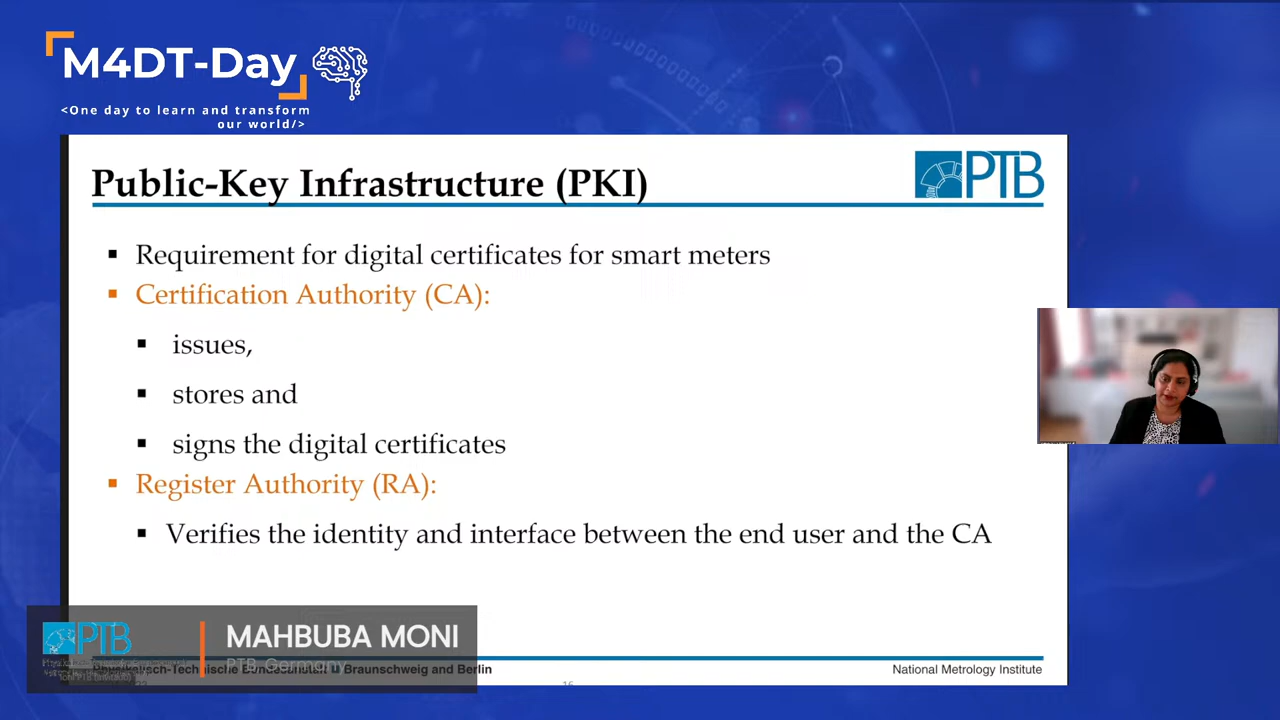 M4DT-Day
<One day to learn and transform
our world/>
Public-Key Infrastructure (PKI)
PTB
▪ Requirement for digital certificates for smart meters
▪ Certification Authority (CA):
▪ issues,
▪ stores and
▪ signs the digital certificates
▪ Register Authority (RA):
▪ Verifies the identity and interface between the end user and the CA
PTB
MAHBUBA MONI
PTB, Germany
Braunschweig and Berlin
National Metrology Institute
16